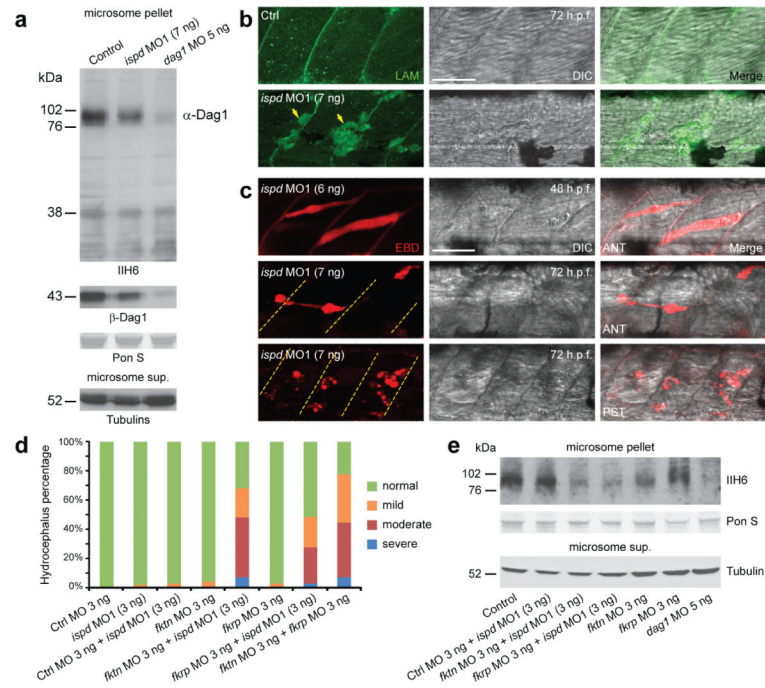 a
microsome pellet
Control
ispd MO1 (7 ng)
dag1 MO 5 ng
kDa
102
76
α-Dag1
38
IIH6
43
β-Dag1
Pon S
microsome sup.
52
Tubulins
b
Ctrl
72 h.p.f.
LAM
DIC
Merge
ispd MO1 (7 ng)
c
ispd MO1 (6 ng)
48 h.p.f.
EBD
DIC
ANT
Merge
ispd MO1 (7 ng)
72 h.p.f.
ANT
ispd MO1 (7 ng)
72 h.p.f.
PST
d
Hydrocephalus percentage
100%
80%
60%
40%
20%
0%
normal
mild
moderate
severe
Ctrl MO 3 ng
ispd MO1 (3 ng)
Ctrl MO 3 ng + ispd MO1 (3 ng)
fktn MO 3 ng
fktn MO 3 ng + ispd MO1 (3 ng)
fkrp MO 3 ng
fkrp MO 3 ng + ispd MO1 (3 ng)
fktn MO 3 ng + fkrp MO 3 ng
e
kDa
microsome pellet
102
76
IIH6
Pon S
microsome sup.
52
Tubulin
Control
Ctrl MO 3 ng + ispd MO1 (3 ng)
fktn MO 3 ng + ispd MO1 (3 ng)
fkrp MO 3 ng + ispd MO1 (3 ng)
fktn MO 3 ng
fkrp MO 3 ng
dag1 MO 5 ng